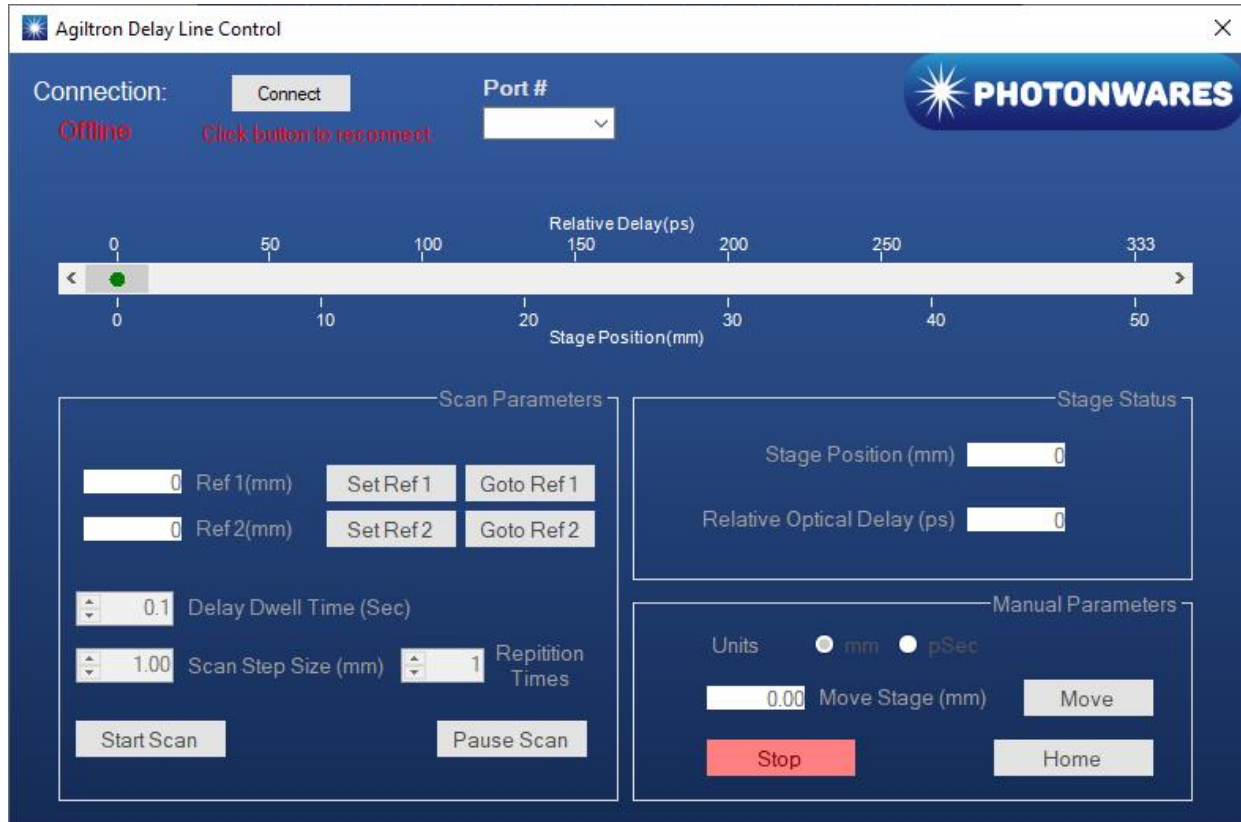 Agiltron Delay Line Control
Connection: Connect Port #
PHOTONWARES
Offline Click button to reconnect
Relative Delay(ps)
0 50 100 150 200 250 333
0 10 20 30 40 50
Stage Position(mm)
Scan Parameters
0 Ref 1(mm) Set Ref 1 Goto Ref 1
0 Ref 2(mm) Set Ref 2 Goto Ref 2
0.1 Delay Dwell Time (Sec)
1.00 Scan Step Size (mm) 1 Repitition
Times
Start Scan Pause Scan
Stage Status
Stage Position (mm) 0
Relative Optical Delay (ps) 0
Manual Parameters
Units mm pSec
0.00 Move Stage (mm) Move
Stop Home